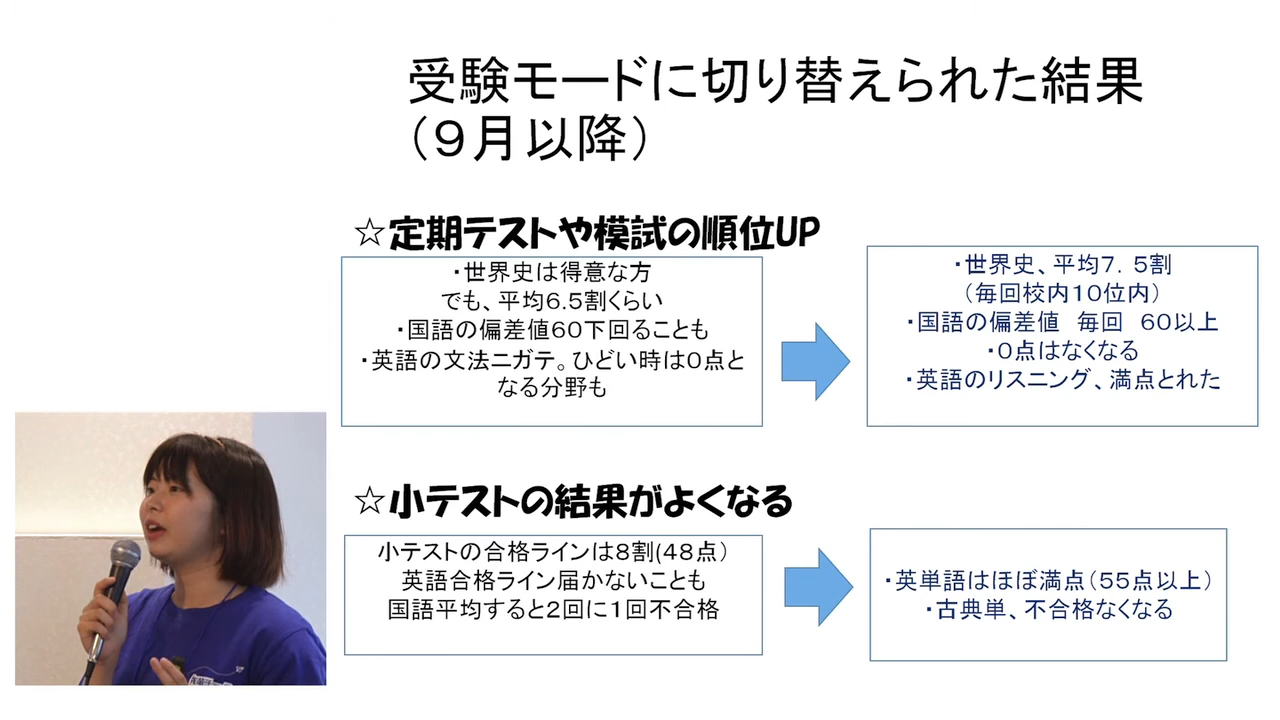 受験モードに切り替えられた結果
（９月以降）
☆定期テストや模試の順位UP
・世界史は得意な方
でも、平均6.5割くらい
・国語の偏差値60下回ることも
・英語の文法ニガテ。ひどい時は0点と
なる分野も
・世界史、平均7．5割
（毎回校内10位内）
・国語の偏差値　毎回　60以上
・0点はなくなる
・英語のリスニング、満点とれた
☆小テストの結果がよくなる
小テストの合格ラインは8割(48点）
英語合格ライン届かないことも
国語平均すると2回に1回不合格
・英単語はほぼ満点（55点以上）
・古典単、不合格なくなる